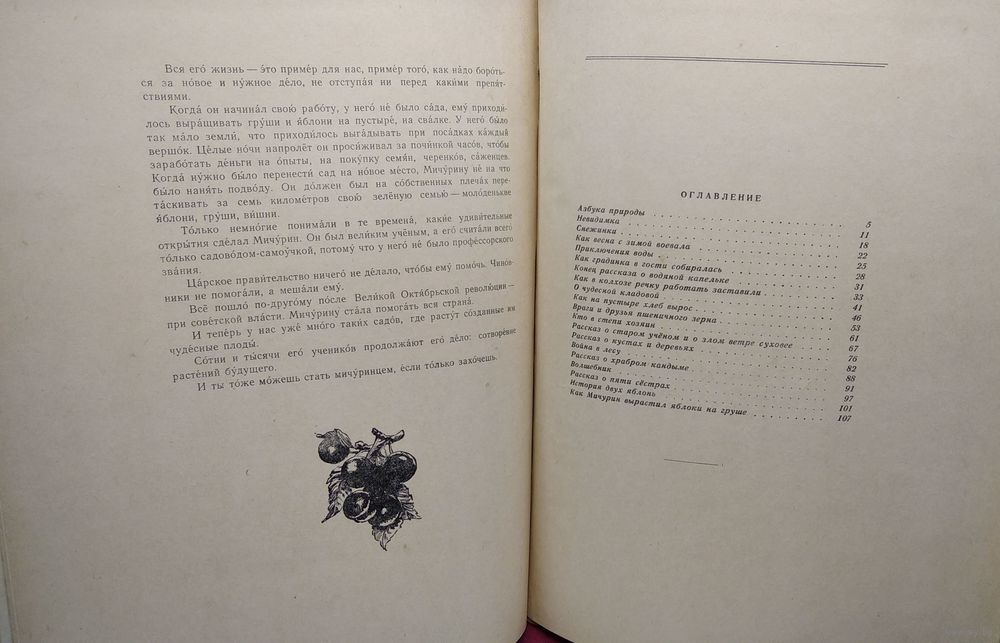 Вся его́ жизнь — э́то приме́р для нас, приме́р того́, как на́до боро́ть-
ся за но́вое и ну́жное де́ло, не отступа́я ни перед каки́ми препя́т-
ствиями.
Когда́ он начина́л свою́ рабо́ту, у него́ не́ было са́да, ему́ приходи́-
лось выра́щивать гру́ши и я́блони на пустыре́, на сва́лке. У него́ бы́ло
так ма́ло земли́, что приходи́лось выга́дывать при поса́дках ка́ждый
вершо́к. Це́лые но́чи напролёт он проси́живал за почи́нкой часо́в, что́бы
зарабо́тать де́ньги на о́пыты, на поку́пку семя́н, черенко́в, са́женцев.
Когда́ ну́жно бы́ло перенести́ сад на но́вое ме́сто, Мичу́рину не́ на что
бы́ло наня́ть подво́ду. Он до́лжен был на со́бственных плеча́х пере-
та́скивать за семь киломе́тров свою́ зелёную семью́ — моло́денькие
я́блони, гру́ши, ви́шни.
То́лько немно́гие понима́ли в те времена́, каки́е удиви́тельные
откры́тия сде́лал Мичу́рин. Он был вели́ким учёным, а его́ счита́ли всего́
то́лько садово́дом-самоу́чкой, потому́ что у него́ не́ было профе́ссорского
зва́ния.
Ца́рское прави́тельство ничего́ не де́лало, что́бы ему́ помо́чь. Чино́в-
ники не помога́ли, а меша́ли ему́.
Всё пошло́ по-друго́му по́сле Вели́кой Октя́брьской револю́ции —
при сове́тской вла́сти. Мичу́рину ста́ла помога́ть вся страна́.
И тепе́рь у нас уже́ мно́го таки́х садо́в, где расту́т со́зданные им
чуде́сные плоды́.
Со́тни и ты́сячи его́ ученико́в продолжа́ют его́ де́ло: сотворе́ние
расте́ний бу́дущего.
И ты то́же мо́жешь стать мичу́ринцем, е́сли то́лько захо́чешь.
ОГЛАВЛЕНИЕ
Азбука природы 5
Невидимка 11
Снежинки 18
Как весна с зимой воевала 22
Приключения воды 25
Как градинка в гости собиралась 28
Конец рассказа о водяной капельке 31
Как в колхозе речку работать заставили 33
О чудесной кладовой 41
Как на пустыре хлеб вырос 46
Враги и друзья пшеничного зерна 53
Кто в степи хозяин 61
Рассказ о старом учёном и о злом ветре суховее 67
Рассказ о кустах и деревьях 76
Война в лесу 82
Рассказ о храбром кандыме 88
Волшебник 91
Рассказ о пяти сёстрах 97
История двух яблонь 101
Как Мичурин вырастил яблоки на груше 107